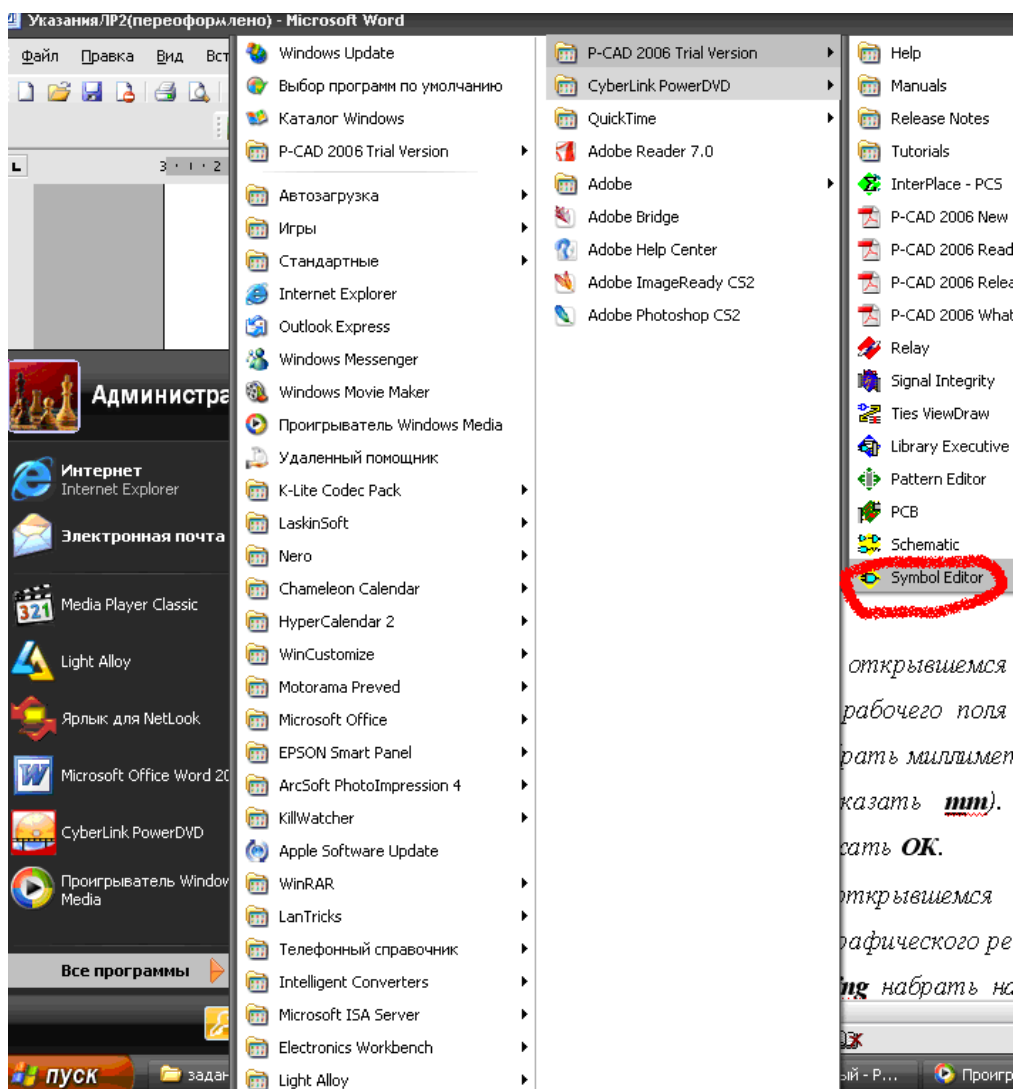 Указания/ЛР2(переоформлено) - Microsoft Word
Файл Правка Вид Вст
3 · 1 · 2
Администра
Интернет
Internet Explorer
Электронная почта
Media Player Classic
Light Alloy
Ярлык для NetLook
Microsoft Office Word 20
CyberLink PowerDVD
Проигрыватель Window
Media
Все программы
пуск
задан
Windows Update
Выбор программ по умолчанию
Каталог Windows
P-CAD 2006 Trial Version
Автозагрузка
Игры
Стандартные
Internet Explorer
Outlook Express
Windows Messenger
Windows Movie Maker
Проигрыватель Windows Media
Удаленный помощник
K-Lite Codec Pack
LaskinSoft
Nero
Chameleon Calendar
HyperCalendar 2
WinCustomize
Motorama Preved
Microsoft Office
EPSON Smart Panel
ArcSoft PhotoImpression 4
KillWatcher
Apple Software Update
WinRAR
LanTricks
Телефонный справочник
Intelligent Converters
Microsoft ISA Server
Electronics Workbench
Light Alloy
P-CAD 2006 Trial Version
CyberLink PowerDVD
QuickTime
Adobe Reader 7.0
Adobe
Adobe Bridge
Adobe Help Center
Adobe ImageReady CS2
Adobe Photoshop CS2
Help
Manuals
Release Notes
Tutorials
InterPlace - PCS
P-CAD 2006 New
P-CAD 2006 Read
P-CAD 2006 Relea
P-CAD 2006 What
Relay
Signal Integrity
Ties ViewDraw
Library Executive
Pattern Editor
PCB
Schematic
Symbol Editor
открывшемся
рабочего поля
рать миллимет
казать mm).
сать OK.
открывшемся
рафического ре
ing набрать на
ый - P...
Проигр